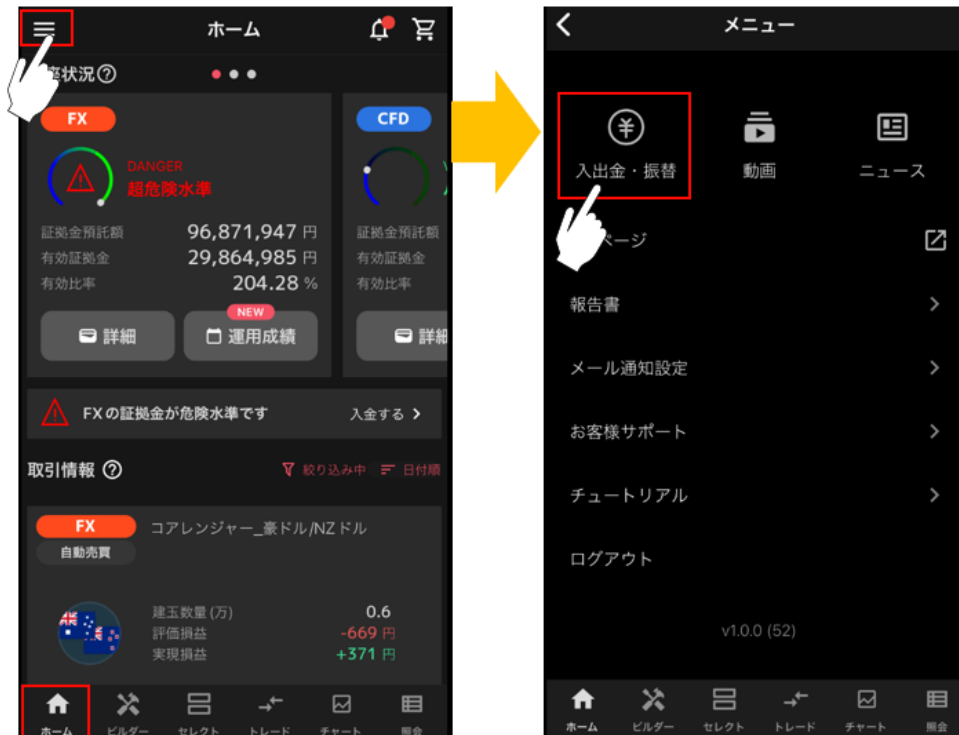 ホーム
座状況?
FX
DANGER
超危険水準
証拠金預託額 96,871,947 円
有効証拠金 29,864,985 円
有効比率 204.28 %
詳細
NEW
運用成績
CFD
証拠金預託額
有効証拠金
有効比率
詳細
FXの証拠金が危険水準です 入金する >
取引情報 ?
絞り込み中 日付順
FX
自動売買
コアレンジャー_豪ドル/NZドル
建玉数量(万) 0.6
評価損益 -669 円
実現損益 +371 円
ホーム ビルダー セレクト トレード チャート 照会
メニュー
入出金・振替
動画
ニュース
ページ
報告書
メール通知設定
お客様サポート
チュートリアル
ログアウト
v1.0.0 (52)
ホーム ビルダー セレクト トレード チャート 照会